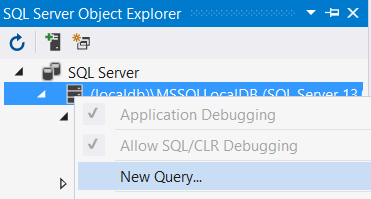 SQL Server Object Explorer
SQL Server
(localdb)\MSSQLLocalDB (SQL Server 13.
Application Debugging
Allow SQL/CLR Debugging
New Query...